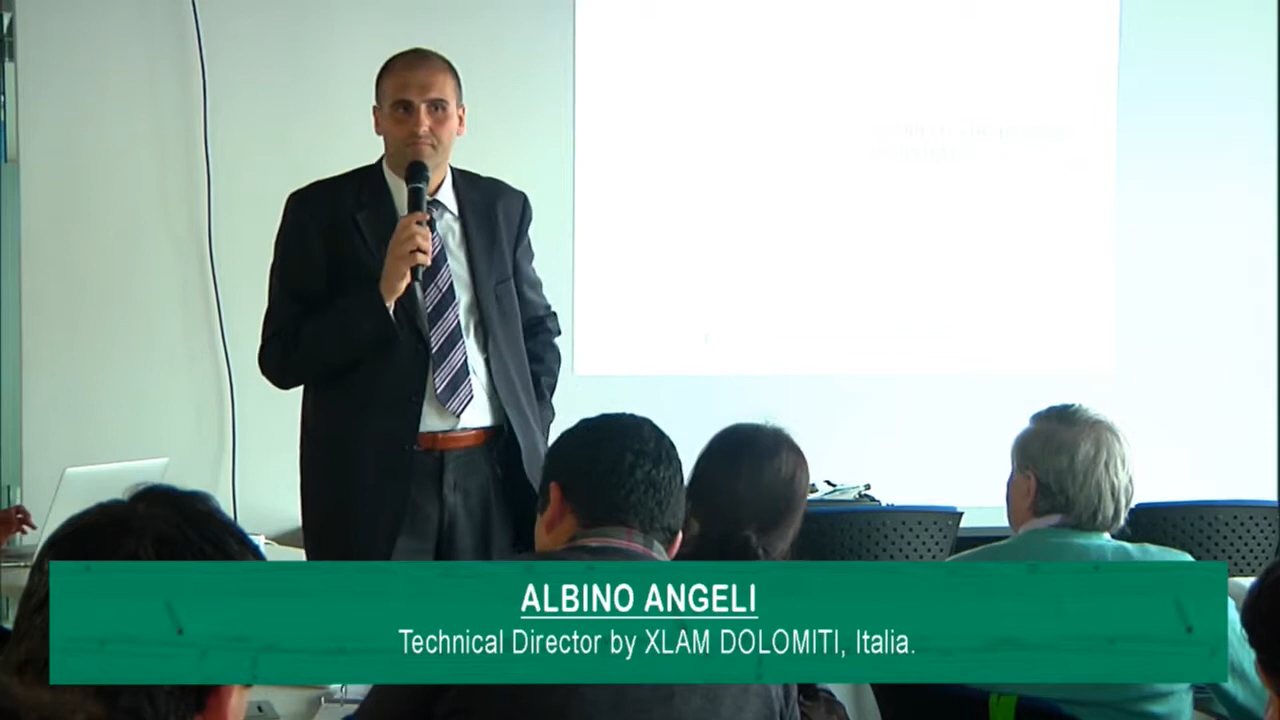 ALBINO ANGELI
Technical Director by XLAM DOLOMITI, Italia.